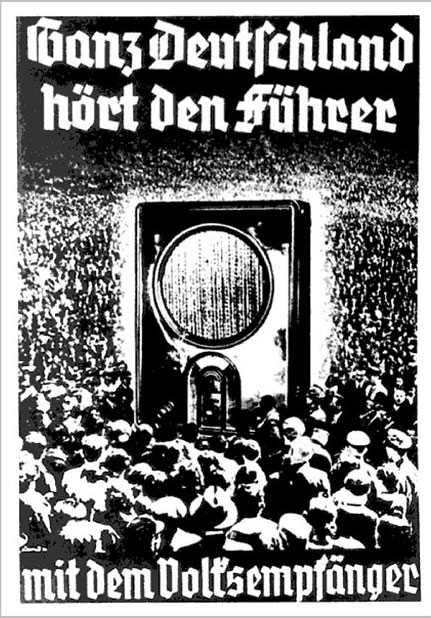 Ganz Deutschland
hört den Führer
mit dem Volksempfänger